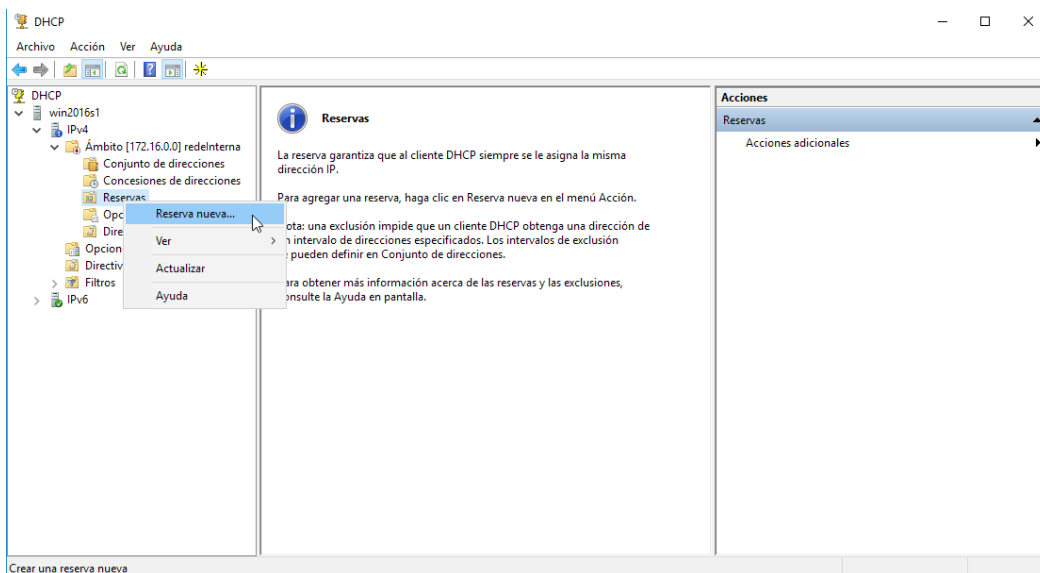 DHCP
Archivo Acción Ver Ayuda
DHCP
win2016s1
IPv4
Ámbito [172.16.0.0] redeInterna
Conjunto de direcciones
Concesiones de direcciones
Reservas
Opc
Dire
Opcion
Directiv
Filtros
IPv6
Reserva nueva...
Ver
Actualizar
Ayuda
Reservas
La reserva garantiza que al cliente DHCP siempre se le asigna la misma
dirección IP.
Para agregar una reserva, haga clic en Reserva nueva en el menú Acción.
ota: una exclusión impide que un cliente DHCP obtenga una dirección de
n intervalo de direcciones especificados. Los intervalos de exclusión
pueden definir en Conjunto de direcciones.
ara obtener más información acerca de las reservas y las exclusiones,
onsulte la Ayuda en pantalla.
Acciones
Reservas
Acciones adicionales
Crear una reserva nueva